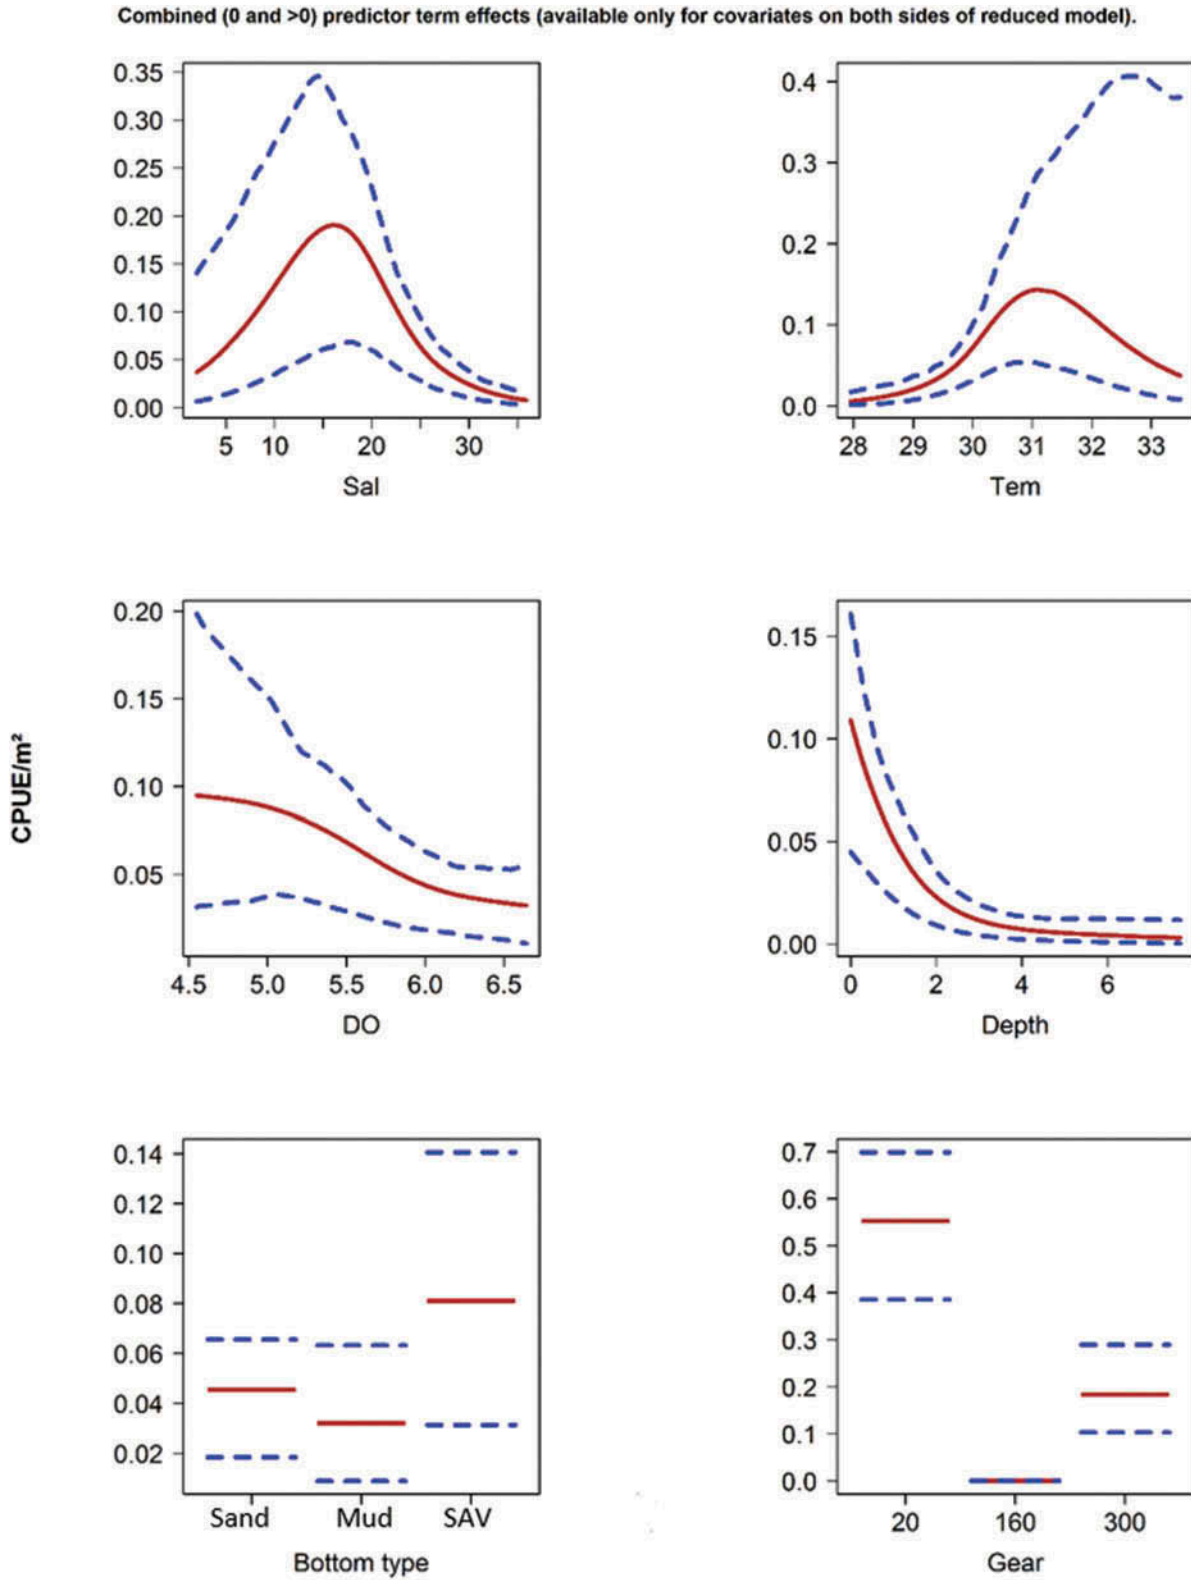 Combined (0 and >0) predictor term effects (available only for covariates on both sides of reduced model).
0.35
0.30
0.25
0.20
0.15
0.10
0.05
0.00
5 10 20 30
Sal
0.4
0.3
0.2
0.1
0.0
28 29 30 31 32 33
Tem
CPUE/m²
0.20
0.15
0.10
0.05
4.5 5.0 5.5 6.0 6.5
DO
0.15
0.10
0.05
0.00
0 2 4 6
Depth
0.14
0.12
0.10
0.08
0.06
0.04
0.02
Sand Mud SAV
Bottom type
0.7
0.6
0.5
0.4
0.3
0.2
0.1
0.0
20 160 300
Gear